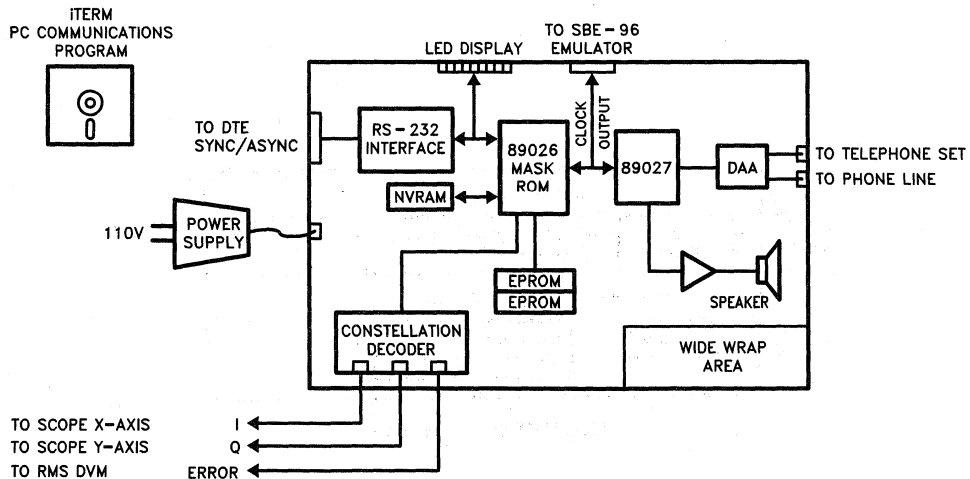 iTERM
PC COMMUNICATIONS
PROGRAM
LED DISPLAY
TO SBE-96
EMULATOR
TO DTE
SYNC/ASYNC
RS-232
INTERFACE
89026
MASK
ROM
CLOCK
OUTPUT
89027
DAA
TO TELEPHONE SET
TO PHONE LINE
NVRAM
110V
POWER
SUPPLY
EPROM
EPROM
SPEAKER
CONSTELLATION
DECODER
WIDE WRAP
AREA
TO SCOPE X-AXIS I
TO SCOPE Y-AXIS Q
TO RMS DVM ERROR